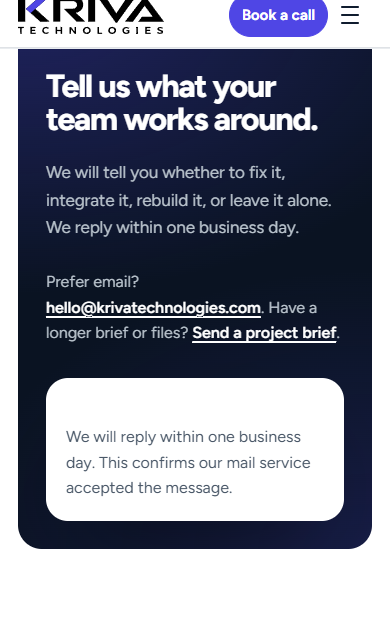 KRIVA
TECHNOLOGIES
Book a call
Tell us what your
team works around.
We will tell you whether to fix it,
integrate it, rebuild it, or leave it alone.
We reply within one business day.
Prefer email?
hello@krivatechnologies.com. Have a
longer brief or files? Send a project brief.
We will reply within one business
day. This confirms our mail service
accepted the message.